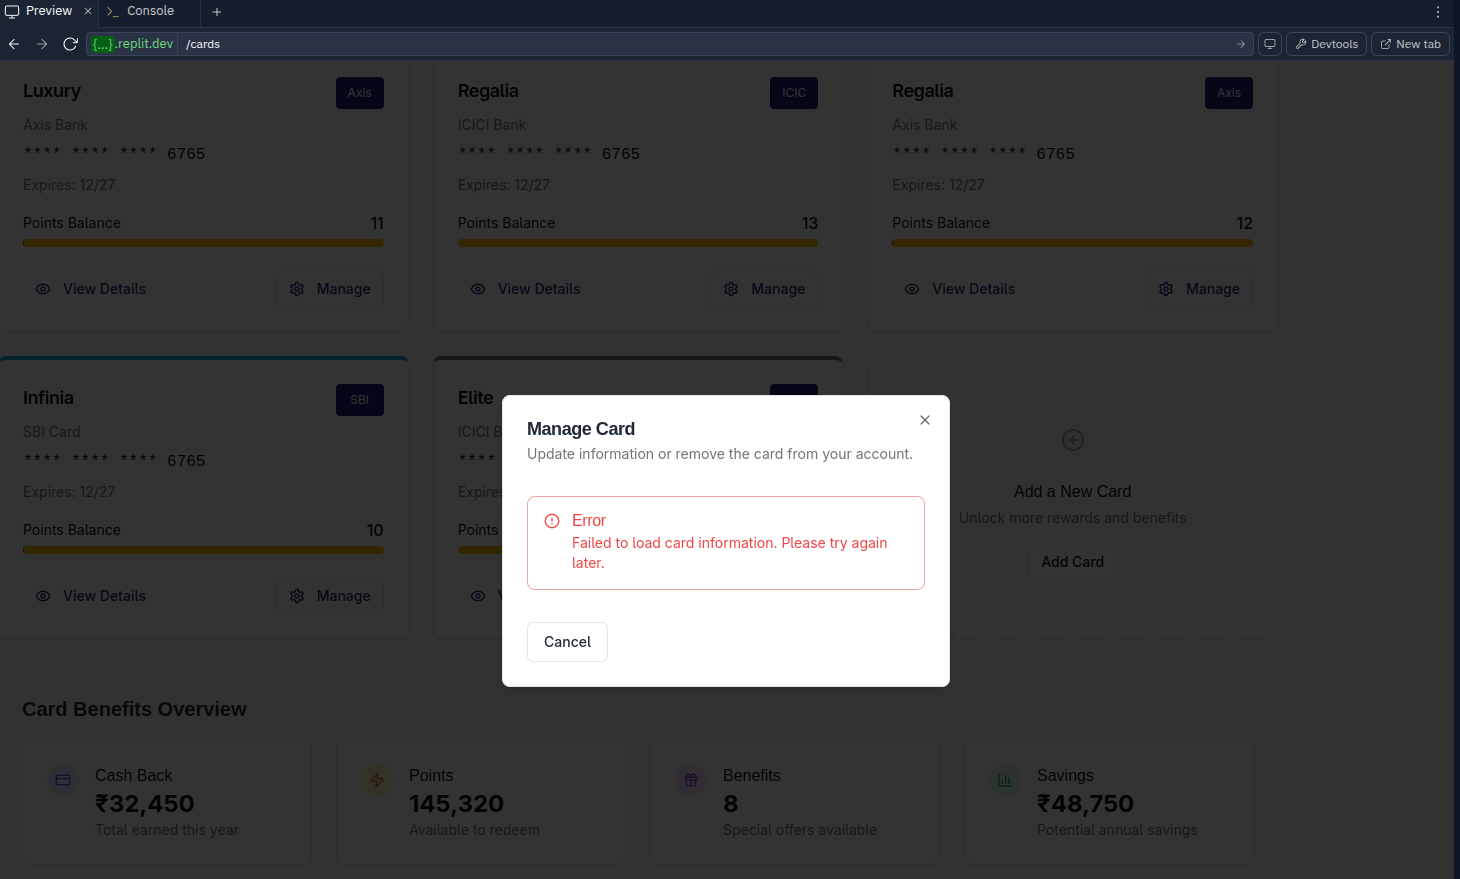 Preview
Console
{...}.replit.dev /cards
Devtools
New tab
Luxury
Axis
Axis Bank
**** **** **** 6765
Expires: 12/27
Points Balance 11
View Details
Manage
Regalia
ICIC
ICICI Bank
**** **** **** 6765
Expires: 12/27
Points Balance 13
View Details
Manage
Regalia
Axis
Axis Bank
**** **** **** 6765
Expires: 12/27
Points Balance 12
View Details
Manage
Infinia
SBI
SBI Card
**** **** **** 6765
Expires: 12/27
Points Balance 10
View Details
Manage
Elite
ICICI B
****
Expires
Points
Add a New Card
Unlock more rewards and benefits
Add Card
Manage Card
Update information or remove the card from your account.
Error
Failed to load card information. Please try again
later.
Cancel
Card Benefits Overview
Cash Back
₹32,450
Total earned this year
Points
145,320
Available to redeem
Benefits
8
Special offers available
Savings
₹48,750
Potential annual savings